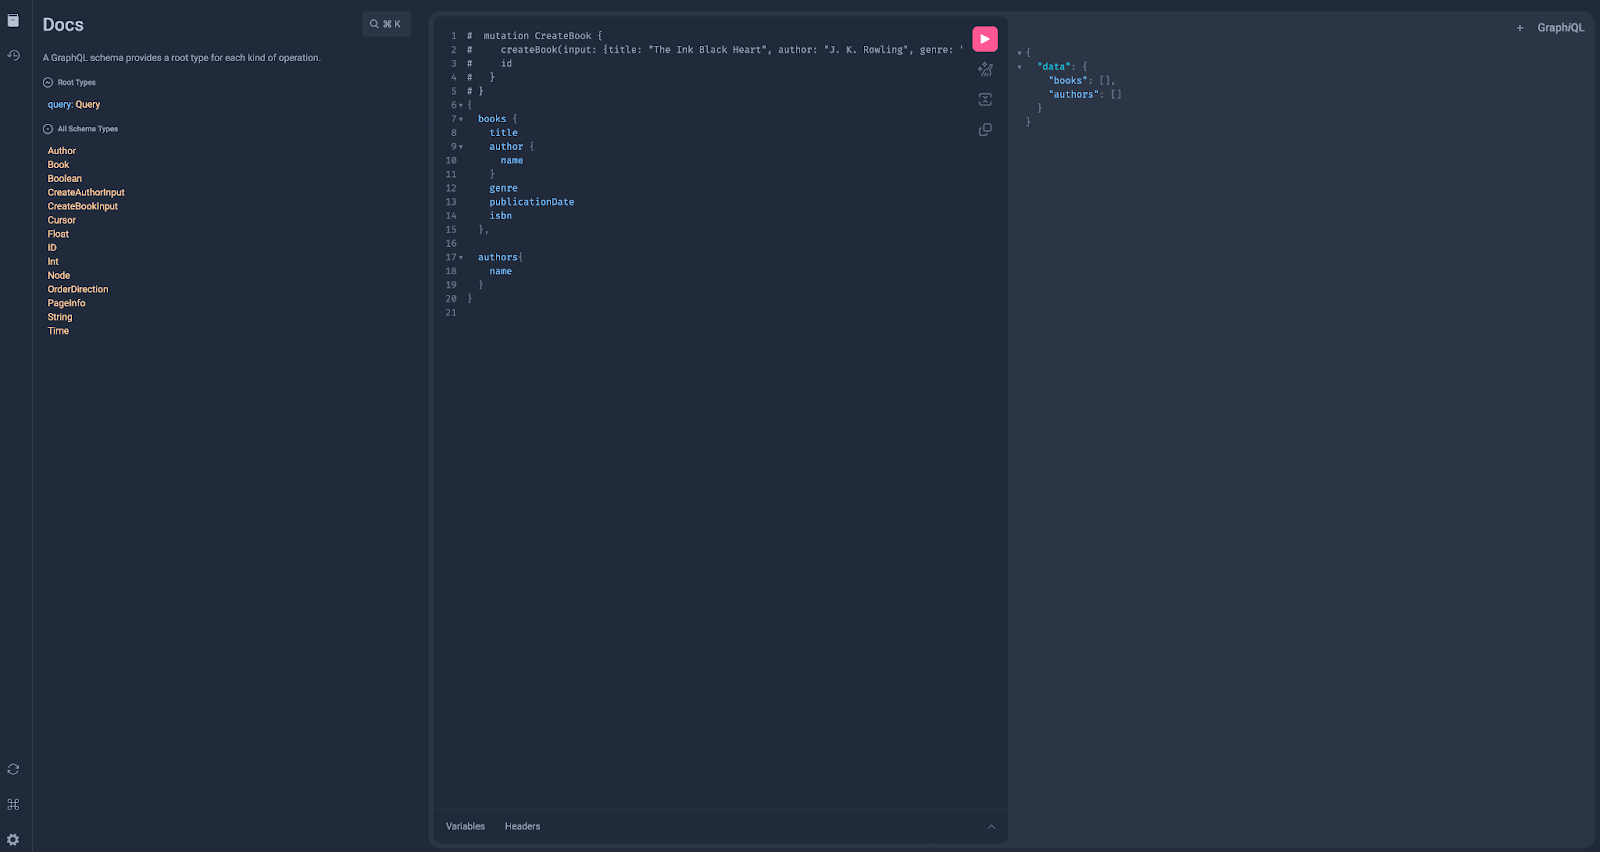 Docs
⌘ K
A GraphQL schema provides a root type for each kind of operation.
Root Types
query: Query
All Schema Types
Author
Book
Boolean
CreateAuthorInput
CreateBookInput
Cursor
Float
ID
Int
Node
OrderDirection
PageInfo
String
Time
1 #  mutation CreateBook {
2 #     createBook(input: {title: "The Ink Black Heart", author: "J. K. Rowling", genre: "
3 #     id
4 #   }
5 # }
6 {
7   books {
8     title
9     author {
10       name
11     }
12     genre
13     publicationDate
14     isbn
15   },
16
17   authors{
18     name
19   }
20 }
21
Variables Headers
+ GraphiQL
{
  "data": {
    "books": [],
    "authors": []
  }
}